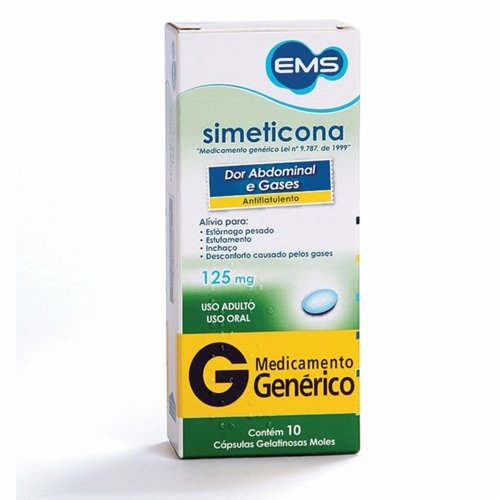 EMS
simeticona
"Medicamento genérico Lei nº 9.787, de 1999"
Dor Abdominal
e Gases
Antiflatulento
Alívio para:
• Estômago pesado
• Estufamento
• Inchaço
• Desconforto causado pelos gases
125 mg
USO ADULTO
USO ORAL
G Medicamento
Genérico
Contém 10
Cápsulas Gelatinosas Moles